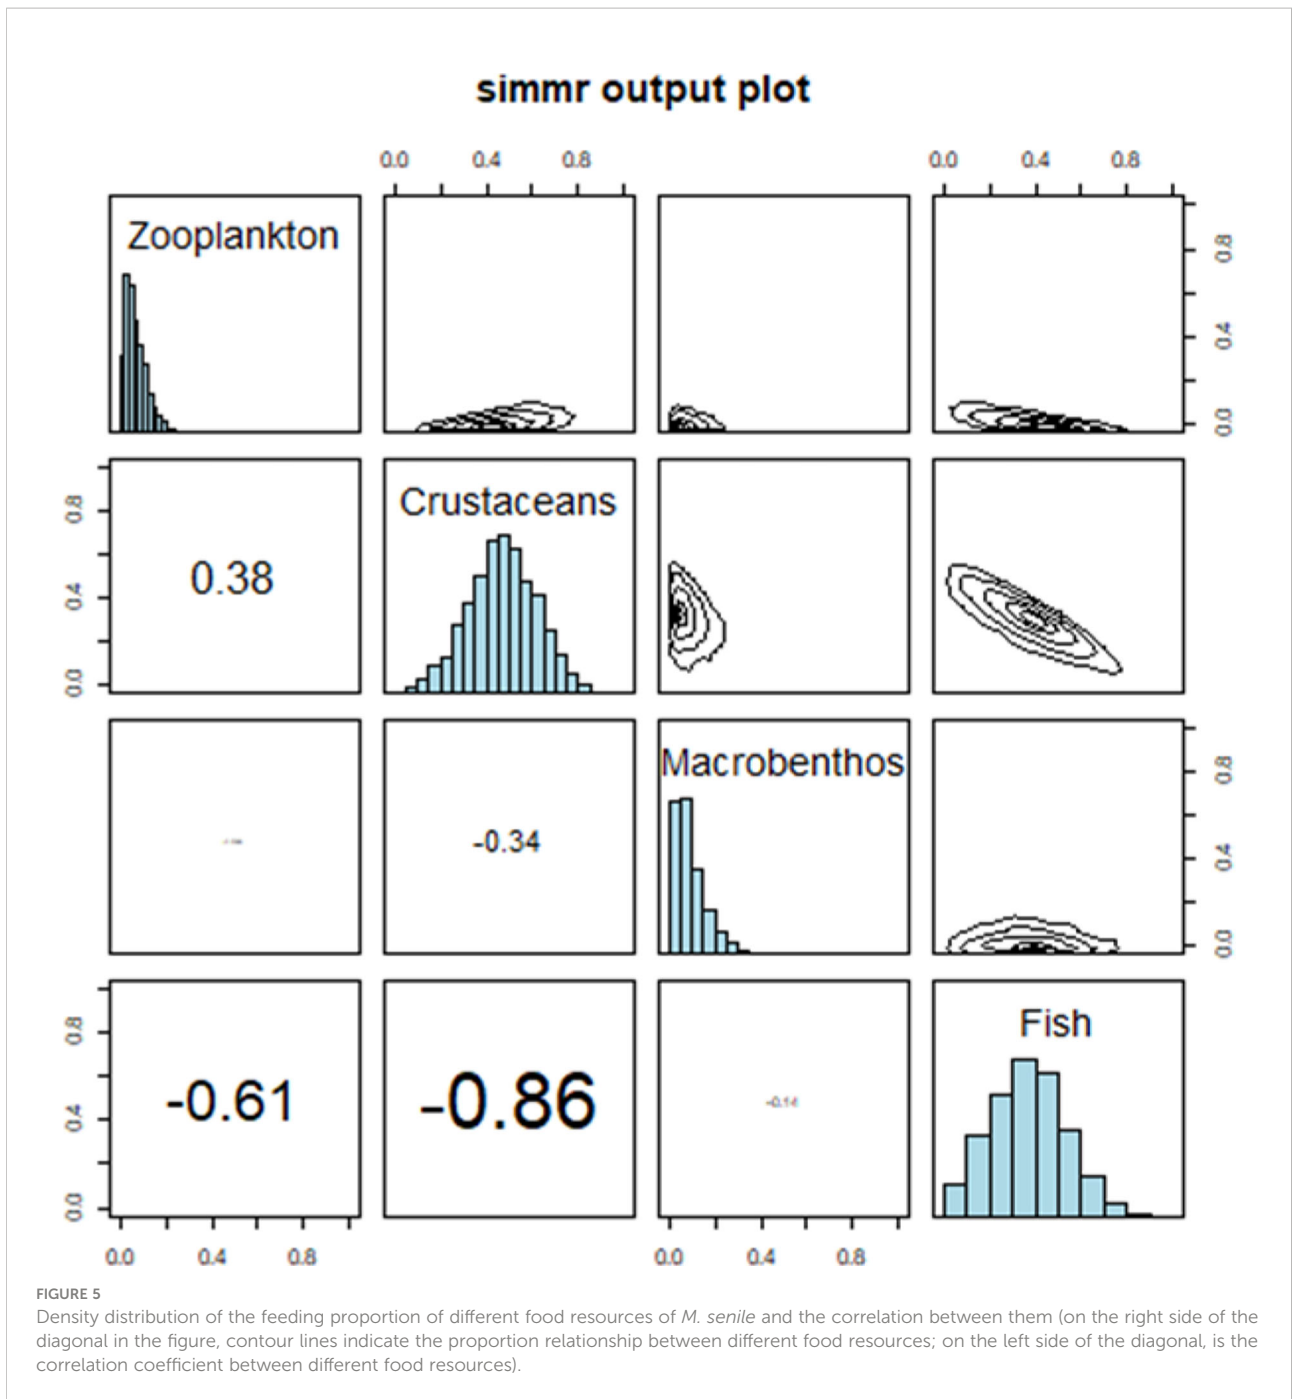 simmr output plot
0.0 0.4 0.8 0.0 0.4 0.8
Zooplankton
0.0 0.4 0.8
0.0 0.4 0.8
0.38
Crustaceans
-0.34
Macrobenthos
0.0 0.4 0.8
0.0 0.4 0.8
-0.61
-0.86
-0.14
Fish
0.0 0.4 0.8 0.0 0.4 0.8
FIGURE 5
Density distribution of the feeding proportion of different food resources of M. senile and the correlation between them (on the right side of the
diagonal in the figure, contour lines indicate the proportion relationship between different food resources; on the left side of the diagonal, is the
correlation coefficient between different food resources).